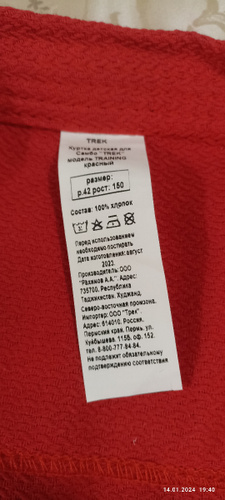 TREK
Куртка детская для
Самбо "TREK"
модель TRAINING
красный
размер:
р.42 рост: 150
Состав: 100% хлрпок
Перед использованием
необходимо постирать
Дата изготовления: август
2023.
Производитель: ООО
"Рахимов А.А.". Адрес:
735700, Республика
Таджикистан, Худжанд,
Северо-восточная промзона.
Импортер: ООО "Трек".
Адрес: 614010, Россия,
Пермский край, Пермь, ул.
Куйбышева, 115Б, оф. 152.
тел. 8-800-777-84-84.
Не подлежит обязательному
подтверждению соответствия
14.01.2024 19:40